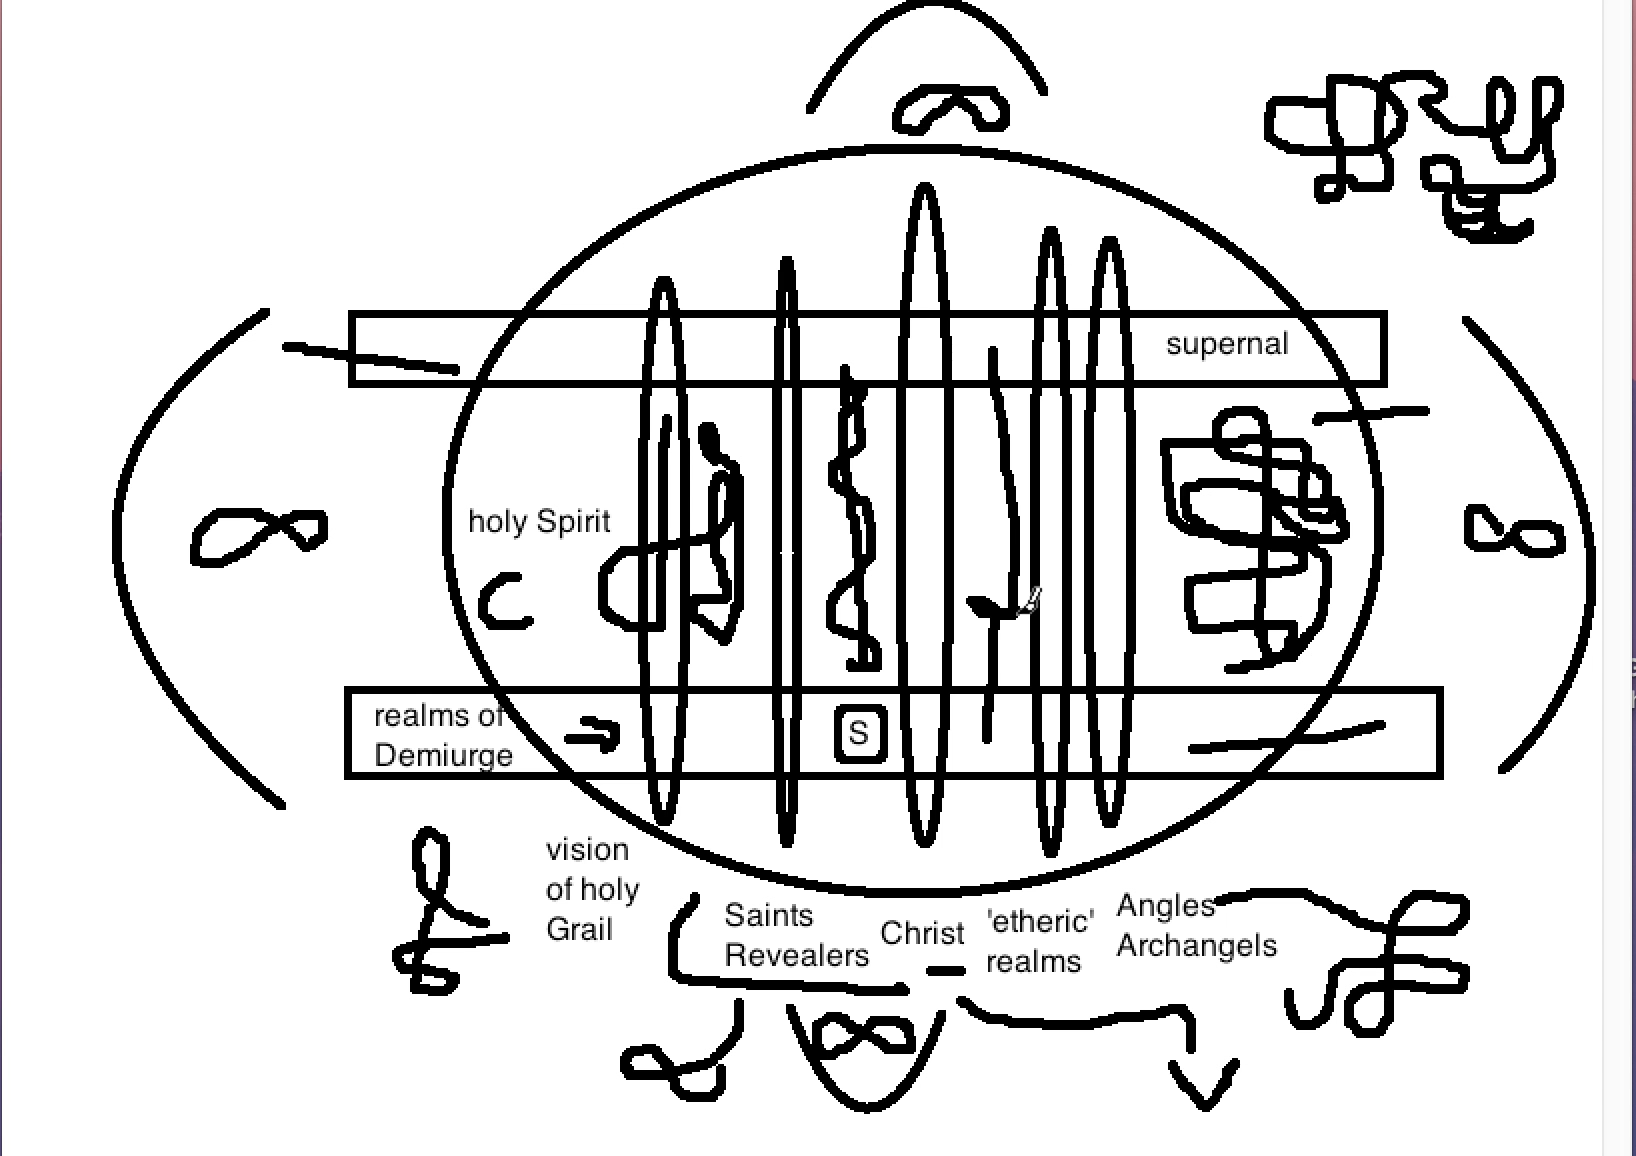 supernal
holy Spirit
C
realms of
Demiurge
S
vision
of holy
Grail
Saints
Revealers
Christ
'etheric'
realms
Angles
Archangels